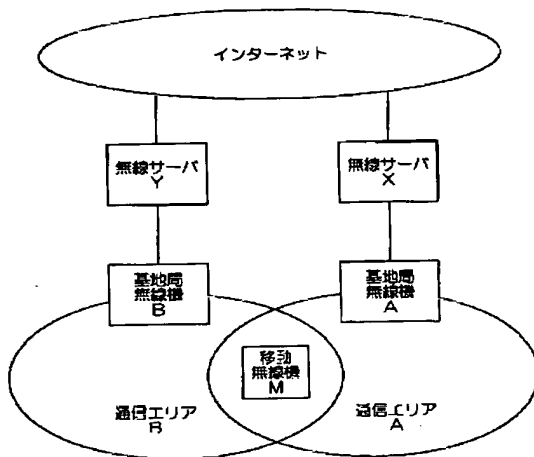 インターネット
無線サーバ
Y
無線サーバ
X
基地局
無線機
B
基地局
無線機
A
移動
無線機
M
通信エリア
B
通信エリア
A